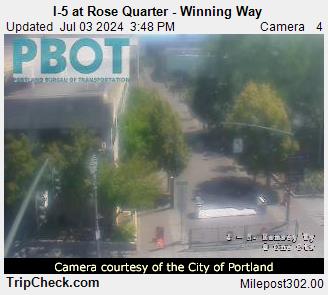 I-5 at Rose Quarter - Winning Way
Updated Jul 03 2024 3:48 PM Camera 4
PBOT
PORTLAND BUREAU OF TRANSPORTATION
Ramsay
Camera courtesy of the City of Portland
TripCheck.com Milepost302.00